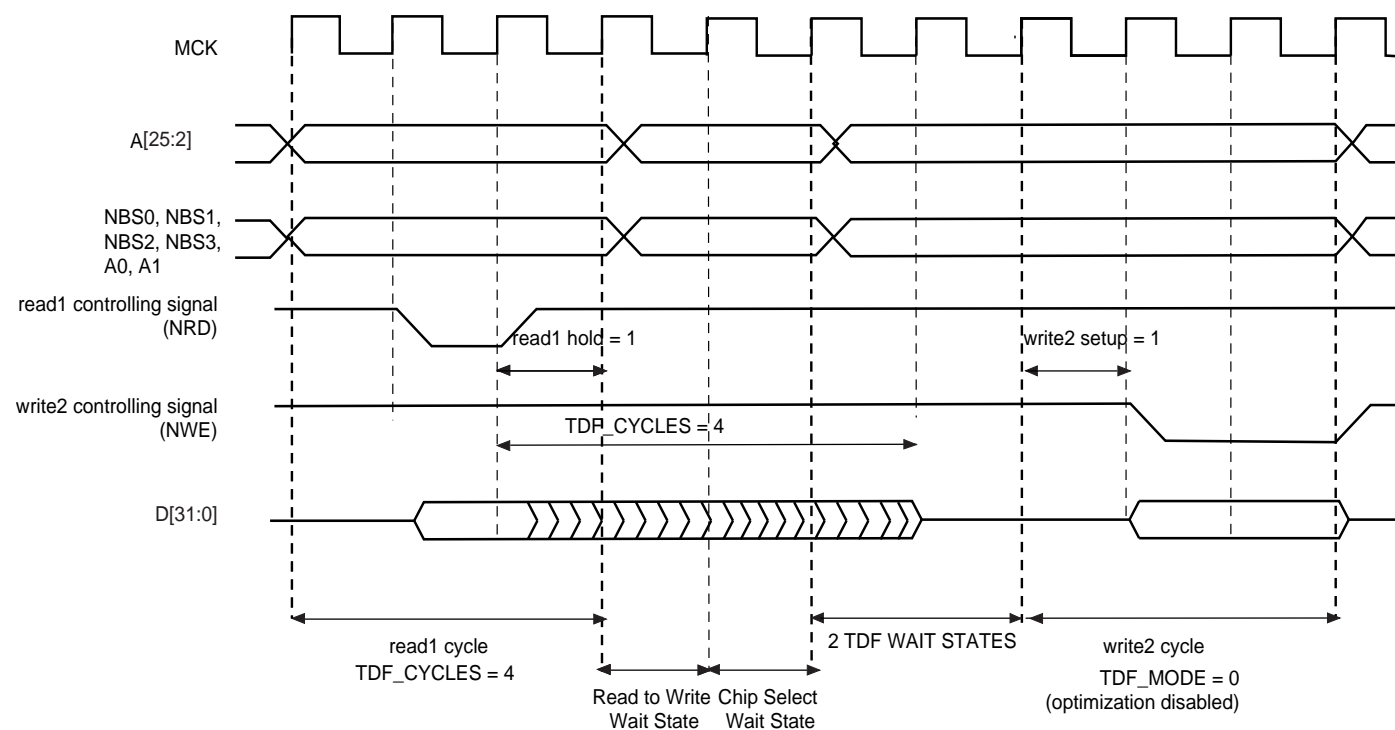 MCK
A[25:2]
NBS0, NBS1,
NBS2, NBS3,
A0, A1
read1 controlling signal
(NRD)
read1 hold = 1
write2 setup = 1
write2 controlling signal
(NWE)
TDF_CYCLES = 4
D[31:0]
read1 cycle
TDF_CYCLES = 4
2 TDF WAIT STATES
write2 cycle
TDF_MODE = 0
(optimization disabled)
Read to Write
Wait State
Chip Select
Wait State